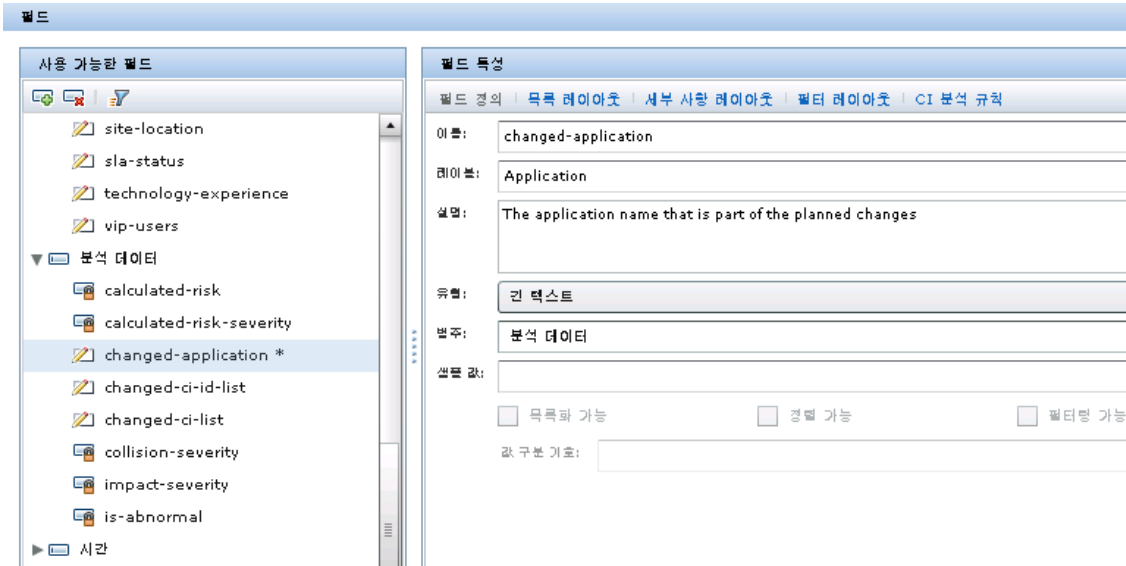 필드
사용 가능한 필드
site-location
sla-status
technology-experience
vip-users
분석 데이터
calculated-risk
calculated-risk-severity
changed-application *
changed-ci-id-list
changed-ci-list
collision-severity
impact-severity
is-abnormal
시간
필드 특성
필드 정의 | 목록 레이아웃 | 세부 사항 레이아웃 | 필터 레이아웃 | CI 분석 규칙
이름: changed-application
레이블: Application
설명: The application name that is part of the planned changes
유형: 긴 텍스트
범주: 분석 데이터
샘플 값:
목록화 가능 정렬 가능 필터링 가능
값 구분 기호: